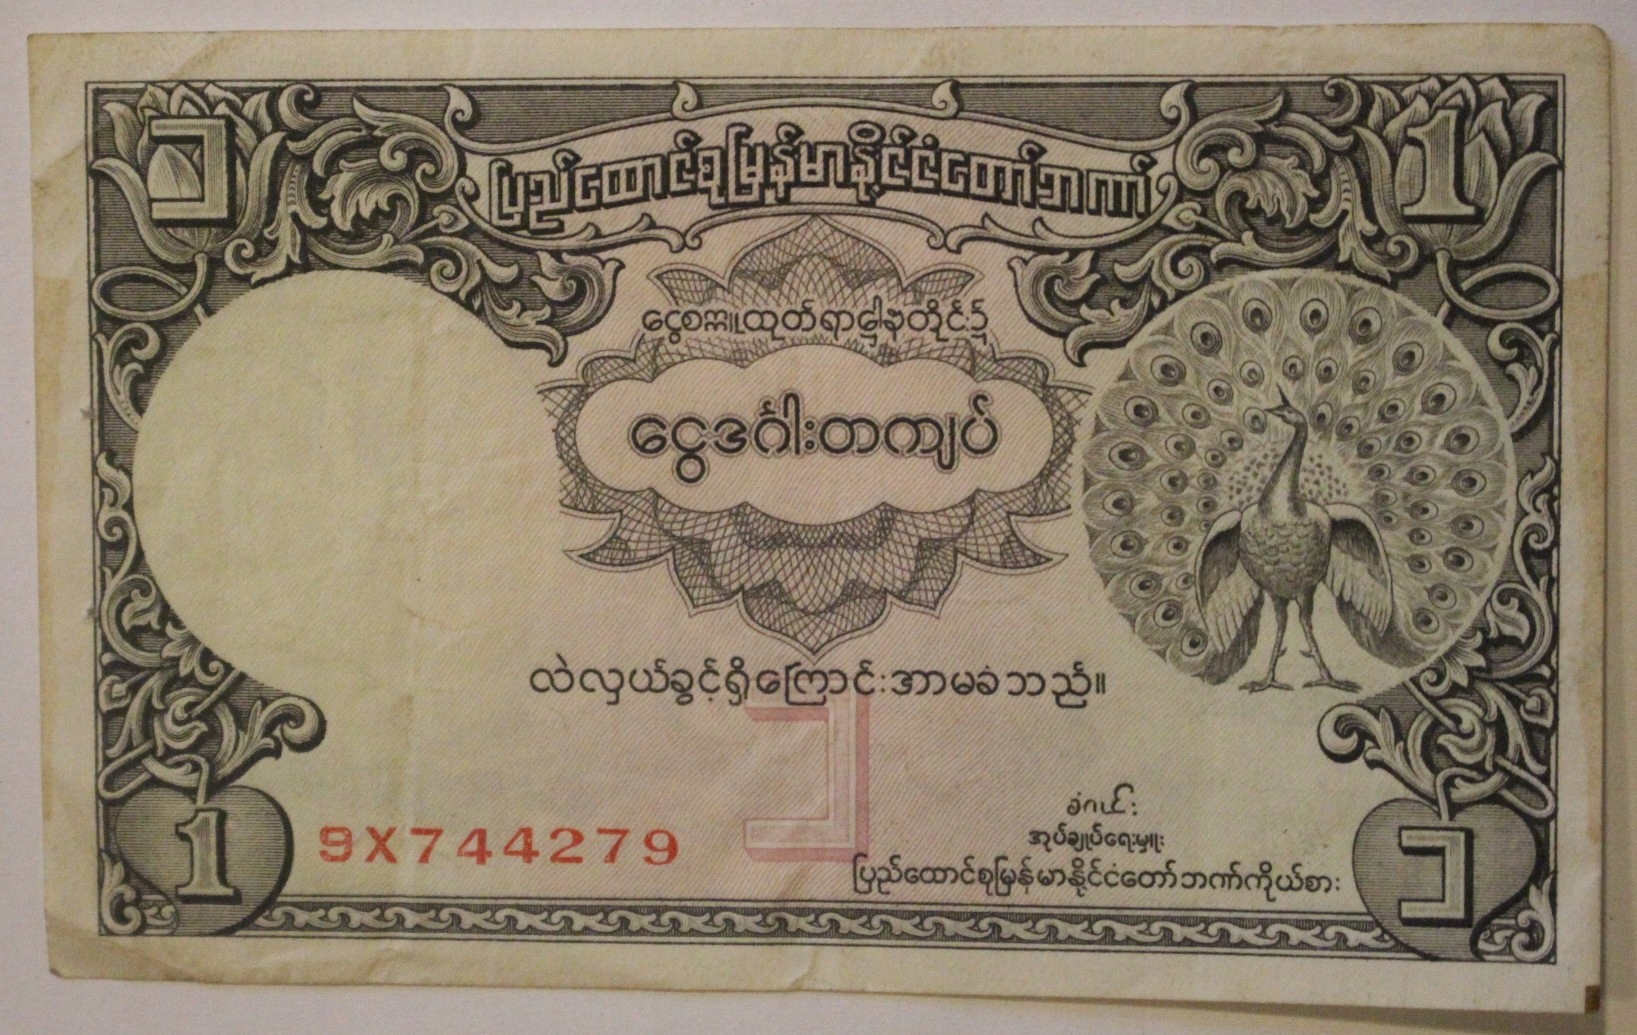 ၁
ပြည်ထောင်စုမြန်မာနိုင်ငံတော်ဘဏ်
1
ငွေစက္ကူထုတ်ရာဌါနတိုင်း၌
ငွေဒင်္ဂါးတကျပ်
လဲလှယ်ခွင့်ရှိကြောင်းအာမခံသည်။
၁
အုပ်ချုပ်ရေးမှူး
1
9X744279
ပြည်ထောင်စုမြန်မာနိုင်ငံတော်ဘဏ်ကိုယ်စား
၁